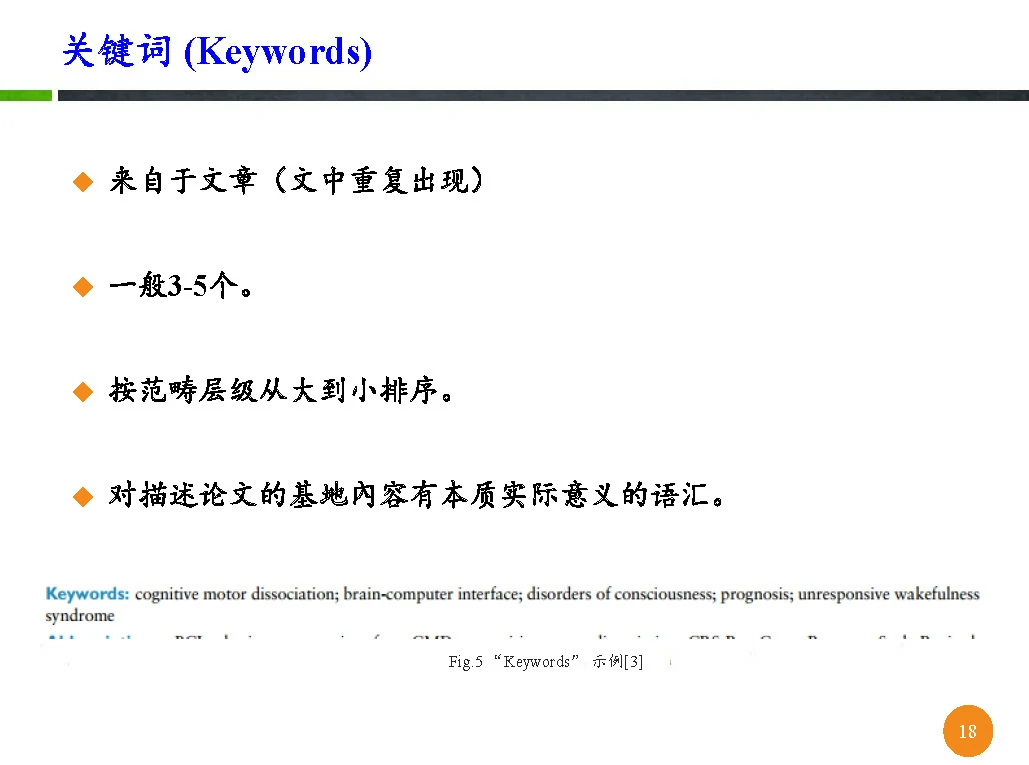 关键词 (Keywords)
来自于文章（文中重复出现）
一般3-5个。
按范畴层级从大到小排序。
对描述论文的基地内容有本质实际意义的语汇。
Keywords: cognitive motor dissociation; brain-computer interface; disorders of consciousness; prognosis; unresponsive wakefulness
syndrome
Fig.5 “Keywords” 示例[3]
18